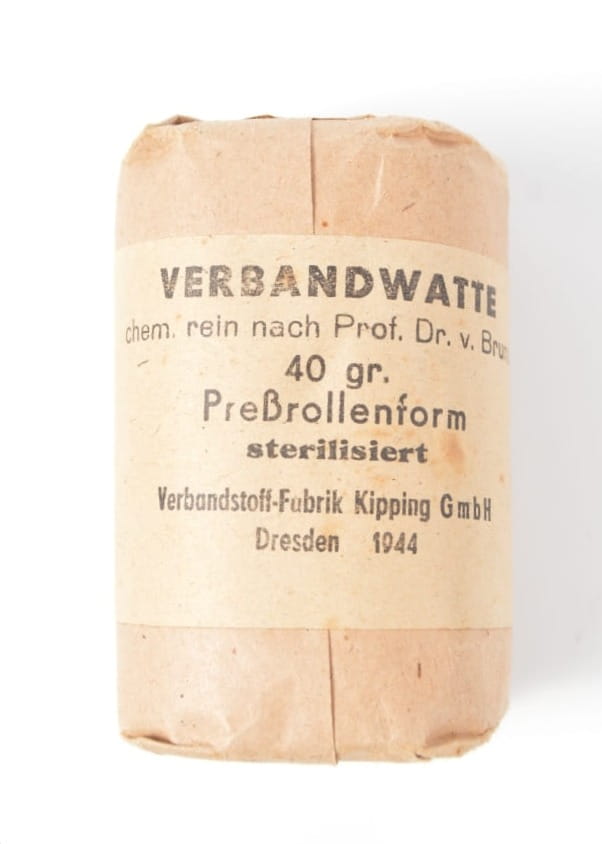 VERBANDWATTE
chem. rein nach Prof. Dr. v.
40 gr.
Preßrollenform
sterilisiert
Verbandstoff-Fabrik Kipping GmbH
Dresden 1944